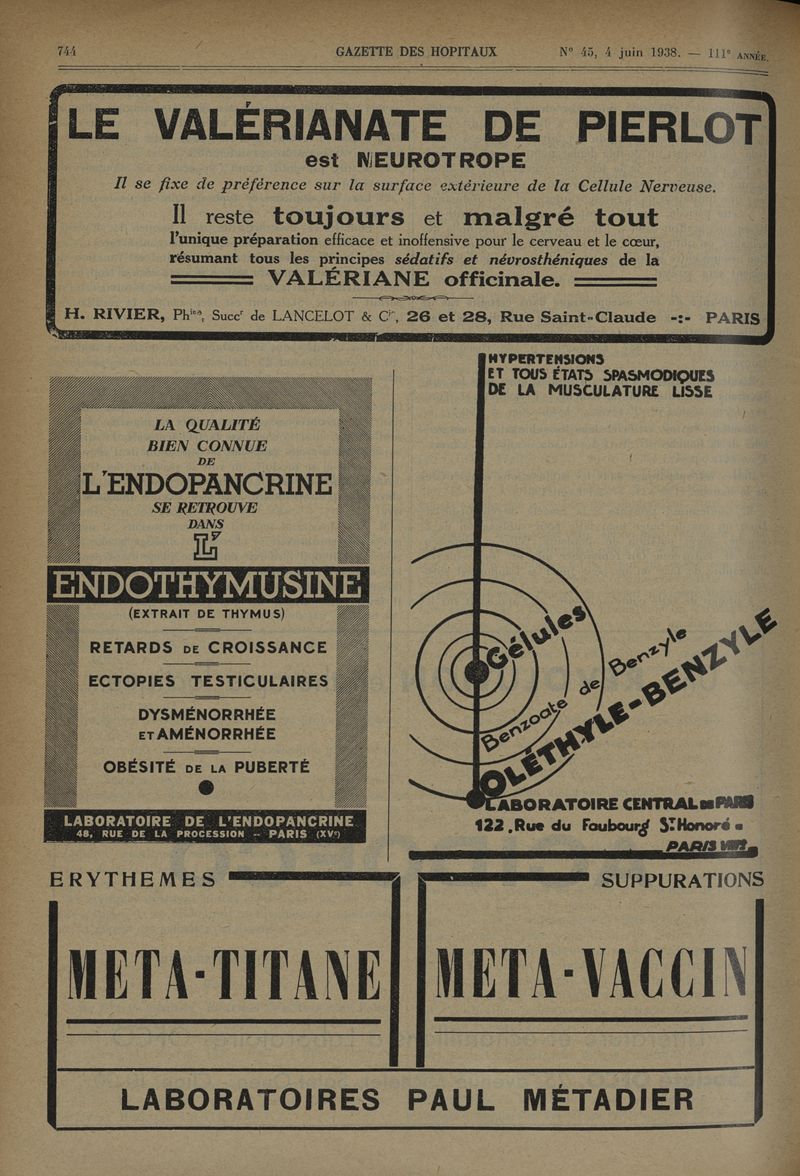 744
GAZETTE DES HOPITAUX
N° 45, 4 juin 1938. — 111e ANNÉE.
LE VALÉRIANATE DE PIERLOT
est NEUROTROPE
Il se fixe de préférence sur la surface extérieure de la Cellule Nerveuse.
Il reste toujours et malgré tout
l'unique préparation efficace et inoffensive pour le cerveau et le cœur,
résumant tous les principes sédatifs et névrosthéniques de la
VALÉRIANE officinale.
H. RIVIER, Phien, Succr de LANCELOT & Cie, 26 et 28, Rue Saint-Claude -:- PARIS
LA QUALITÉ
BIEN CONNUE
DE
L'ENDOPANCRINE
SE RETROUVE
DANS
L'
ENDOTHYMUSINE
(EXTRAIT DE THYMUS)
RETARDS DE CROISSANCE
ECTOPIES TESTICULAIRES
DYSMÉNORRHÉE
ET AMÉNORRHÉE
OBÉSITÉ DE LA PUBERTÉ
LABORATOIRE DE L'ENDOPANCRINE
48, RUE DE LA PROCESSION -- PARIS (XVe)
HYPERTENSIONS
ET TOUS ÉTATS SPASMODIQUES
DE LA MUSCULATURE LISSE
Gélules
Benzoate de Benzyle
OLÉTHYLE-BENZYLE
LABORATOIRE CENTRAL DE PARIS
122, Rue du Faubourg St Honoré
PARIS VIIIe
ERYTHEMES
META-TITANE
SUPPURATIONS
META-VACCIN
LABORATOIRES PAUL MÉTADIER